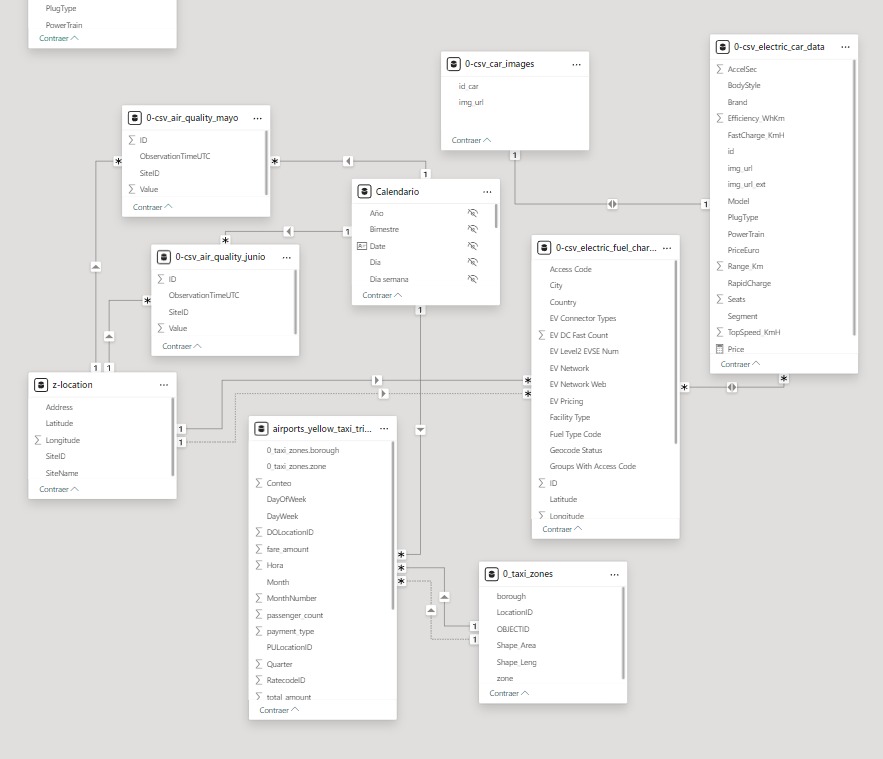 PlugType
PowerTrain
Contraer
0-csv_air_quality_mayo
ID
ObservationTimeUTC
SiteID
Value
Contraer
0-csv_car_images
id_car
img_url
Contraer
0-csv_electric_car_data
AccelSec
BodyStyle
Brand
Efficiency_WhKm
FastCharge_KmH
id
img_url
img_url_ext
Model
PlugType
PowerTrain
PriceEuro
Range_Km
RapidCharge
Seats
Segment
TopSpeed_KmH
Price
Contraer
Calendario
Año
Bimestre
Date
Dia
Dia semana
Contraer
0-csv_air_quality_junio
ID
ObservationTimeUTC
SiteID
Value
Contraer
0-csv_electric_fuel_char...
Access Code
City
Country
EV Connector Types
EV DC Fast Count
EV Level2 EVSE Num
EV Network
EV Network Web
EV Pricing
Facility Type
Fuel Type Code
Geocode Status
Groups With Access Code
ID
Latitude
Longitude
Contraer
z-location
Address
Latitude
Longitude
SiteID
SiteName
Contraer
airports_yellow_taxi_tri...
0_taxi_zones.borough
0_taxi_zones.zone
Conteo
DayOfWeek
DayWeek
DOLocationID
fare_amount
Hora
Month
MonthNumber
passenger_count
payment_type
PULocationID
Quarter
RatecodeID
total_amount
Contraer
0_taxi_zones
borough
LocationID
OBJECTID
Shape_Area
Shape_Leng
zone
Contraer
1
1
1
1
1
1
1
1
1
1
1